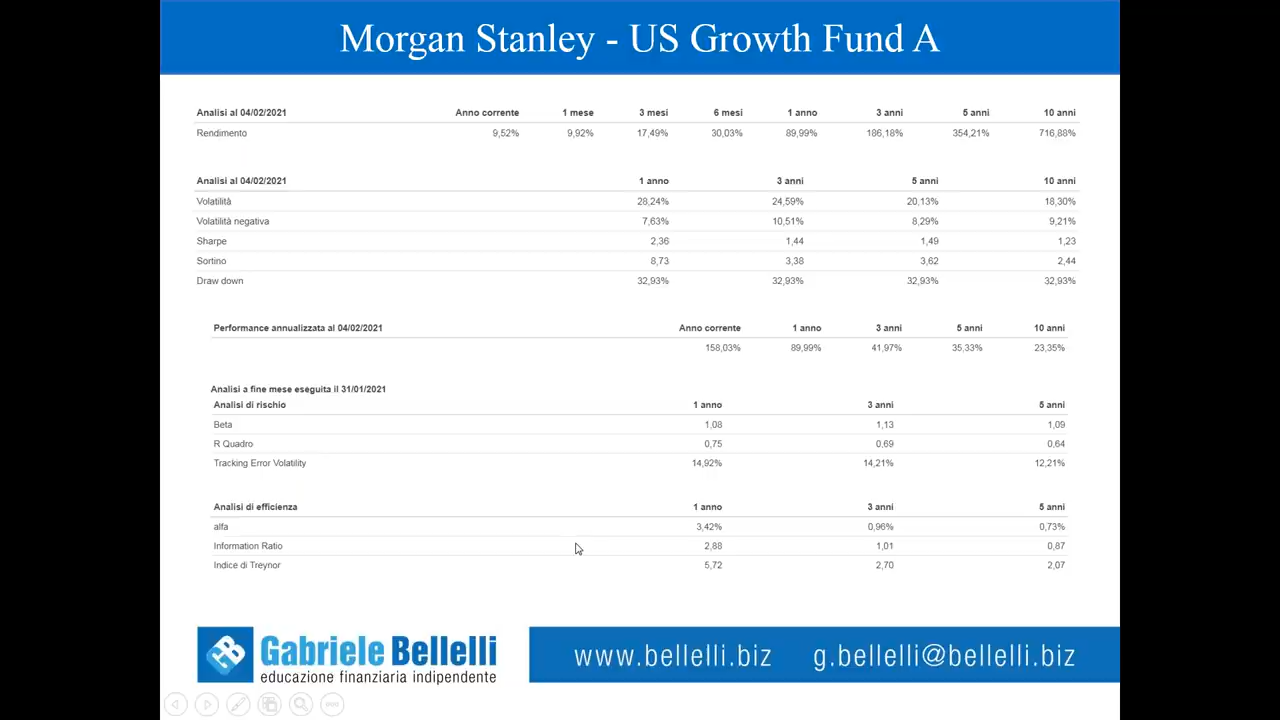 Morgan Stanley - US Growth Fund A
Analisi al 04/02/2021 Anno corrente 1 mese 3 mesi 6 mesi 1 anno 3 anni 5 anni 10 anni
Rendimento 9,52% 9,92% 17,49% 30,03% 89,99% 186,18% 354,21% 716,88%
Analisi al 04/02/2021 1 anno 3 anni 5 anni 10 anni
Volatilità 28,24% 24,59% 20,13% 18,30%
Volatilità negativa 7,63% 10,51% 8,29% 9,21%
Sharpe 2,36 1,44 1,49 1,23
Sortino 8,73 3,38 3,62 2,44
Draw down 32,93% 32,93% 32,93% 32,93%
Performance annualizzata al 04/02/2021 Anno corrente 1 anno 3 anni 5 anni 10 anni
158,03% 89,99% 41,97% 35,33% 23,35%
Analisi a fine mese eseguita il 31/01/2021
Analisi di rischio 1 anno 3 anni 5 anni
Beta 1,08 1,13 1,09
R Quadro 0,75 0,69 0,64
Tracking Error Volatility 14,92% 14,21% 12,21%
Analisi di efficienza 1 anno 3 anni 5 anni
alfa 3,42% 0,96% 0,73%
Information Ratio 2,88 1,01 0,87
Indice di Treynor 5,72 2,70 2,07
Gabriele Bellelli
educazione finanziaria indipendente
www.bellelli.biz g.bellelli@bellelli.biz